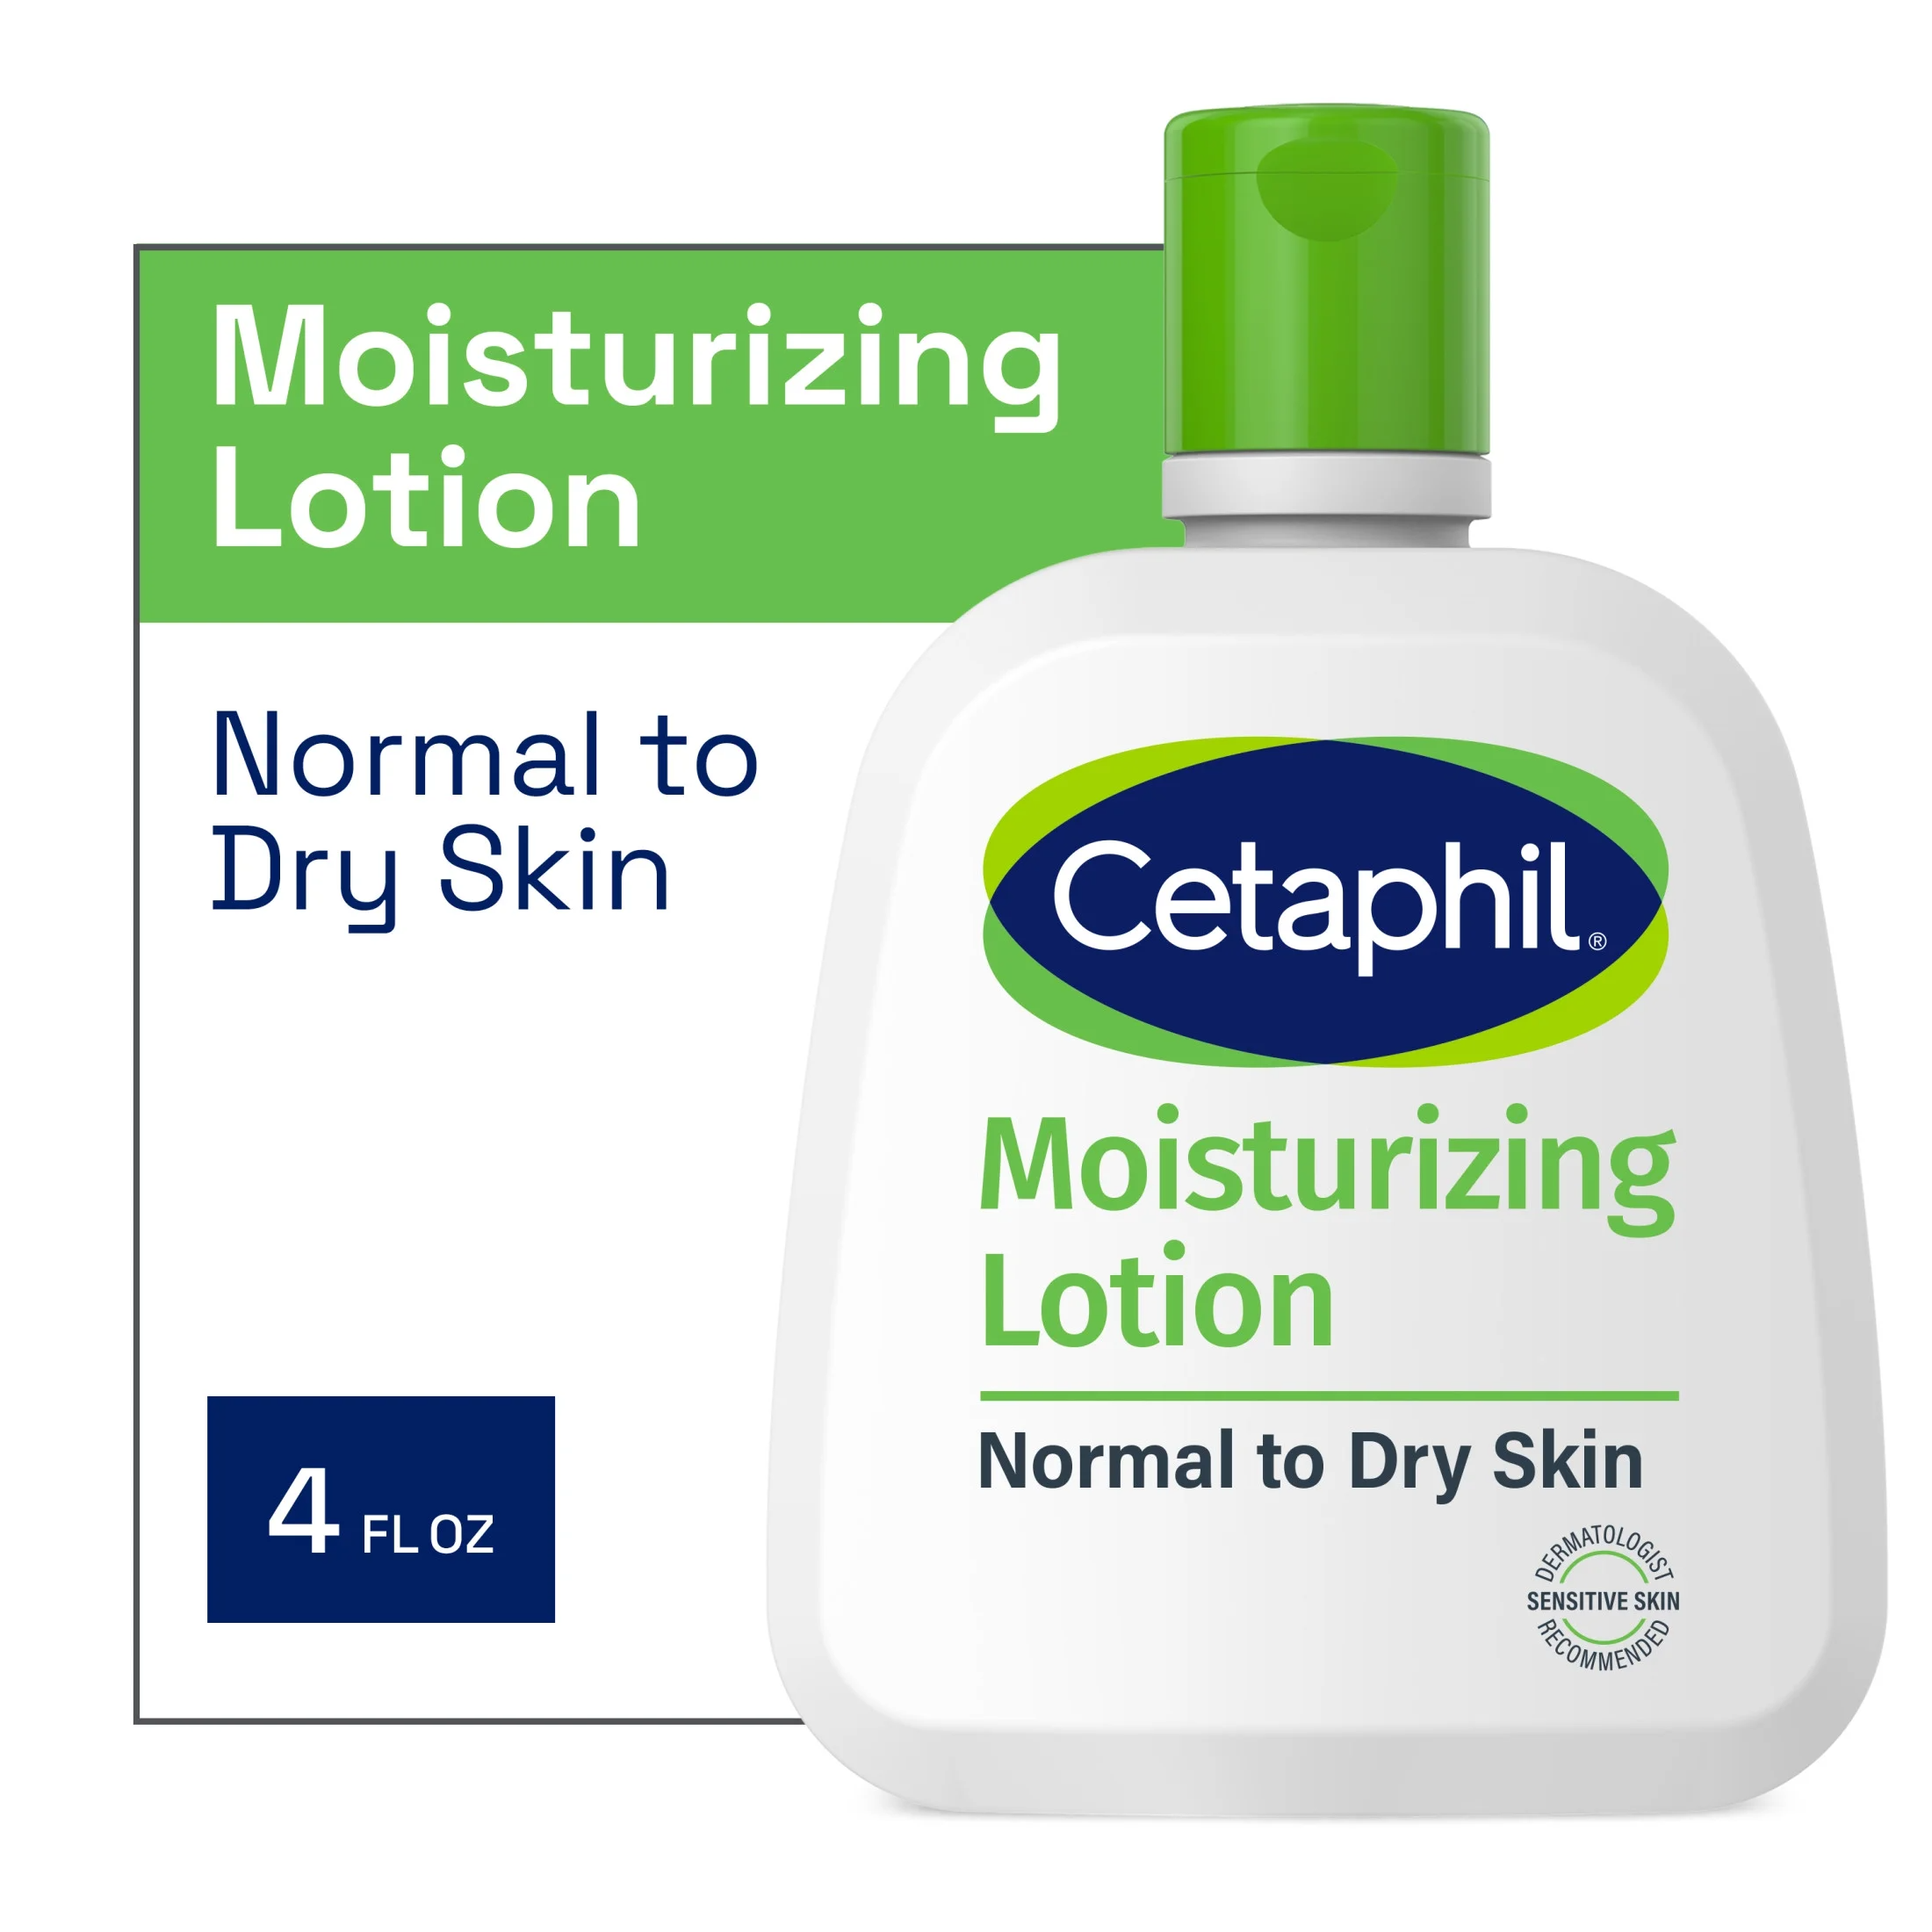 Moisturizing
Lotion
Normal to
Dry Skin
4 FL OZ
Cetaphil®
Moisturizing
Lotion
Normal to Dry Skin
DERMATOLOGIST
SENSITIVE SKIN
RECOMMENDED